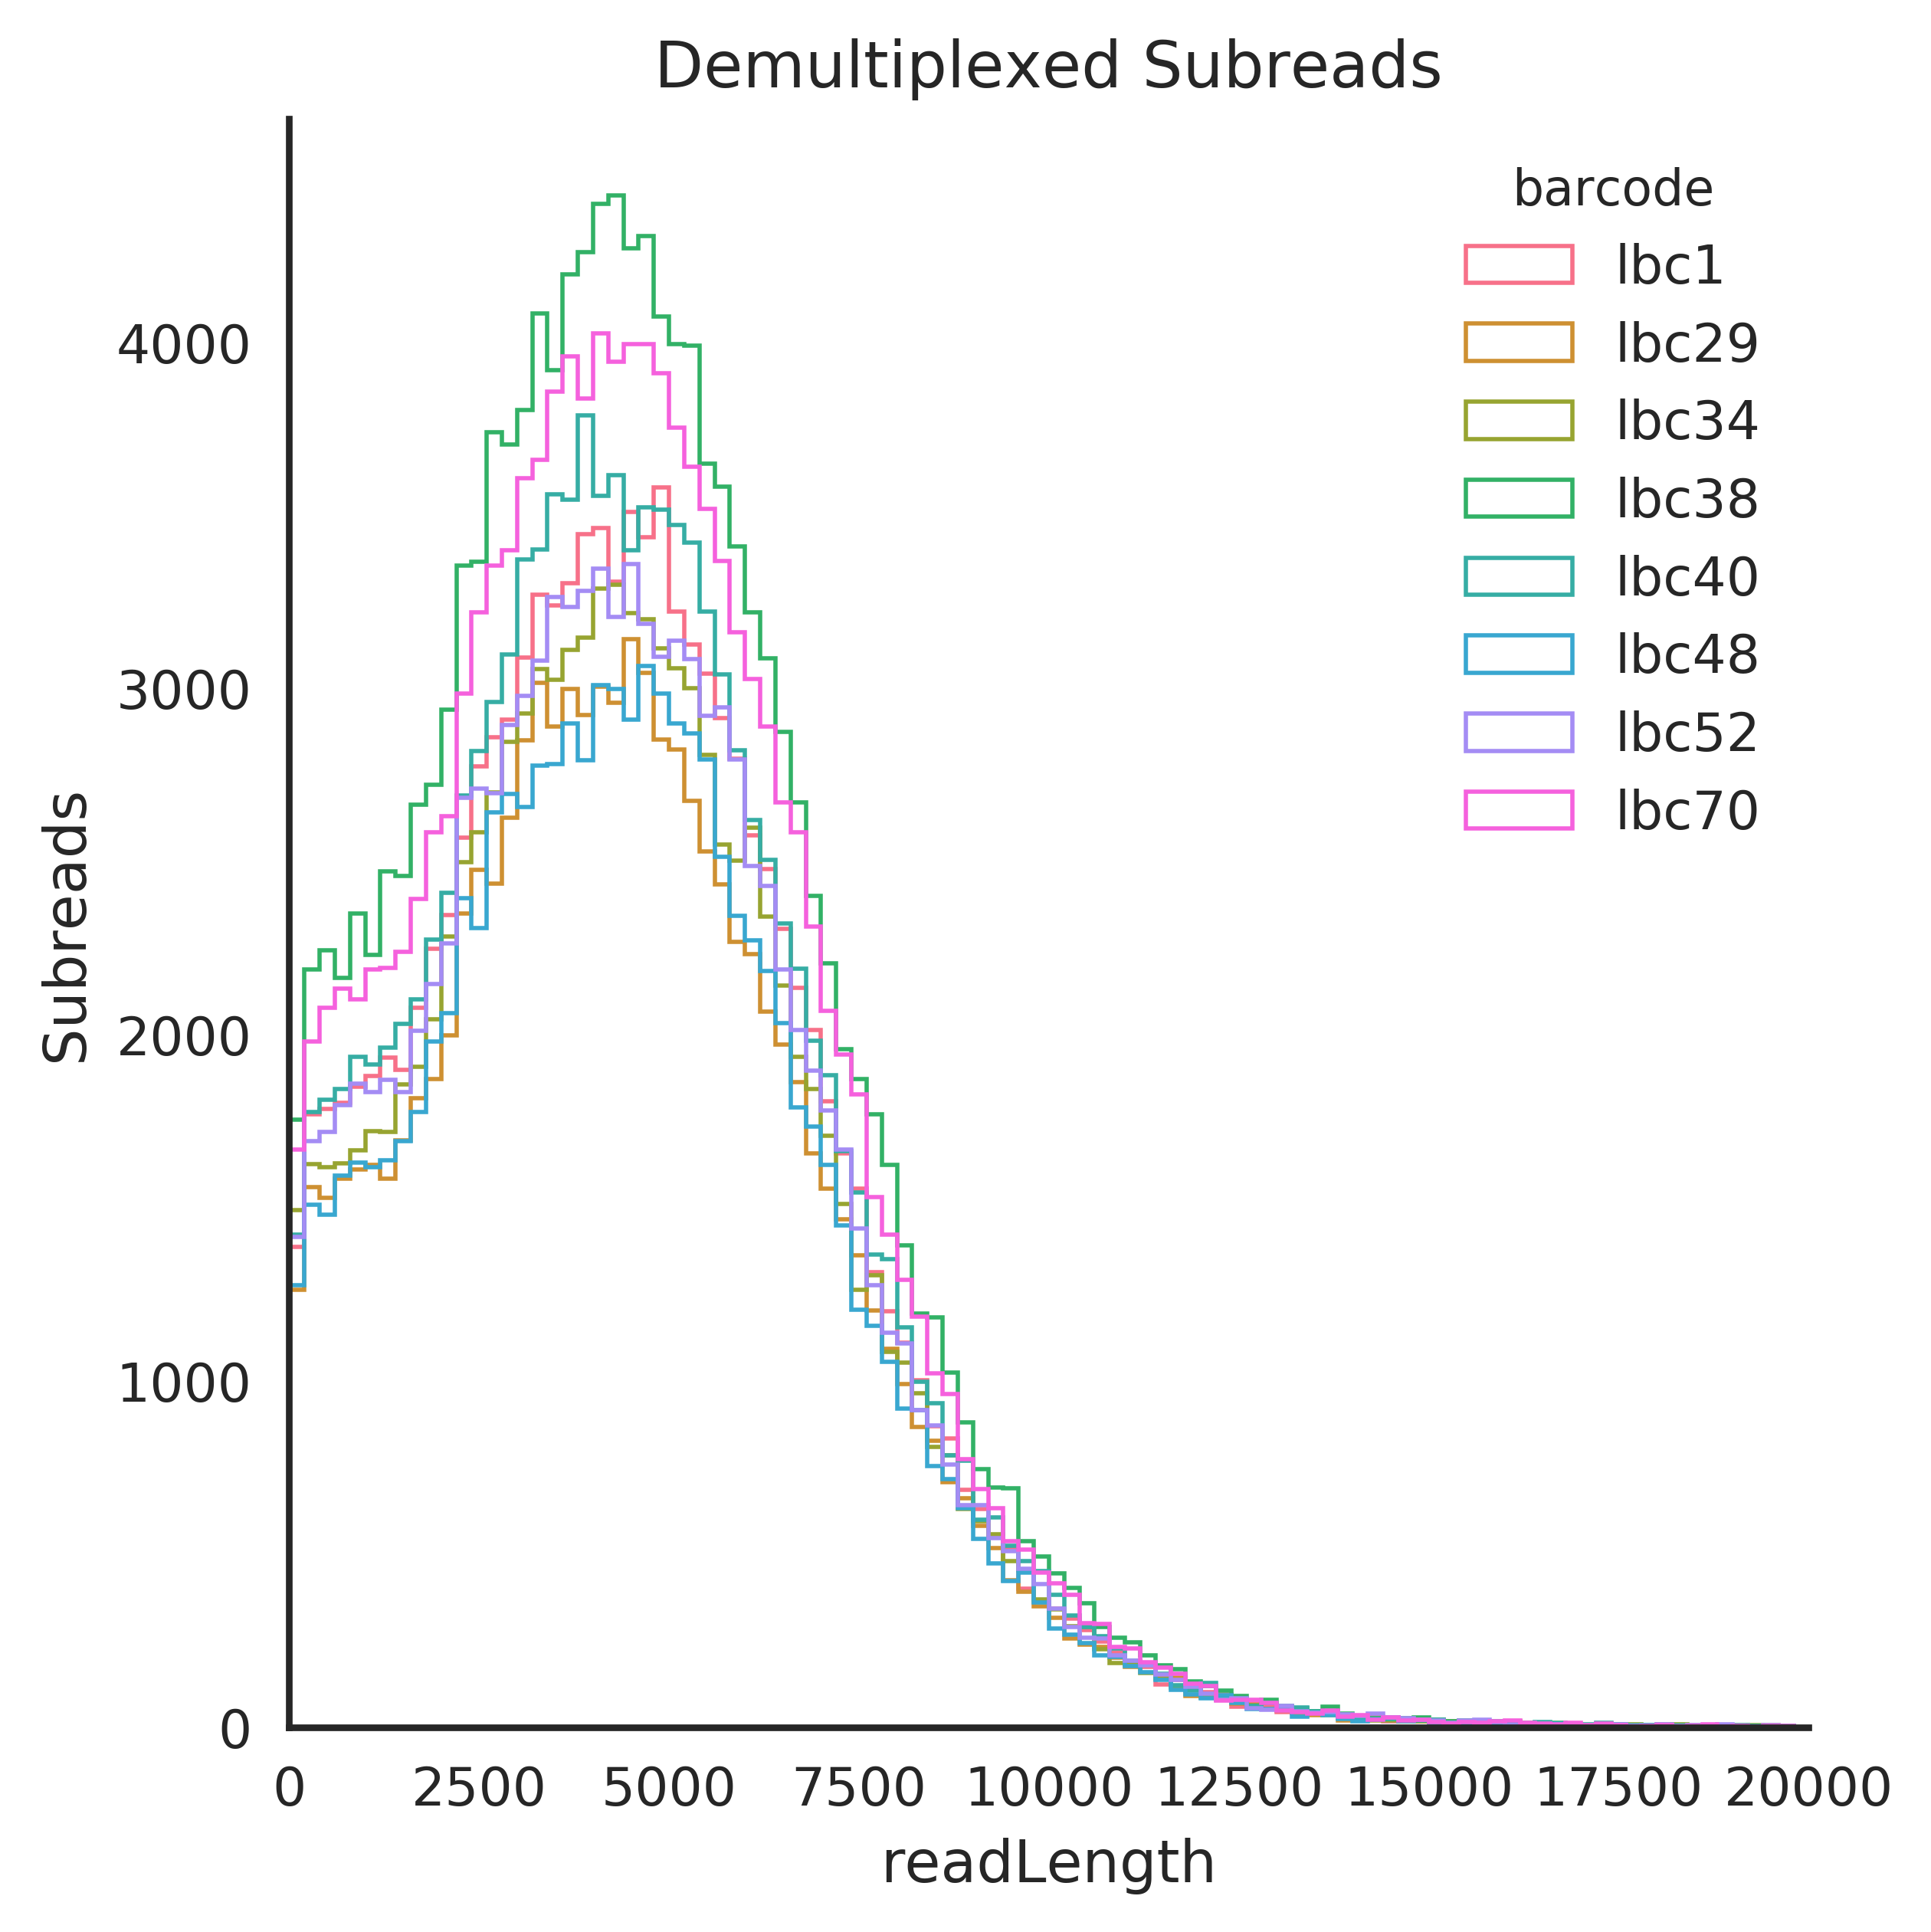 Demultiplexed Subreads
barcode
lbc1
lbc29
lbc34
lbc38
lbc40
lbc48
lbc52
lbc70
Subreads
4000
3000
2000
1000
0
0 2500 5000 7500 10000 12500 15000 17500 20000
readLength